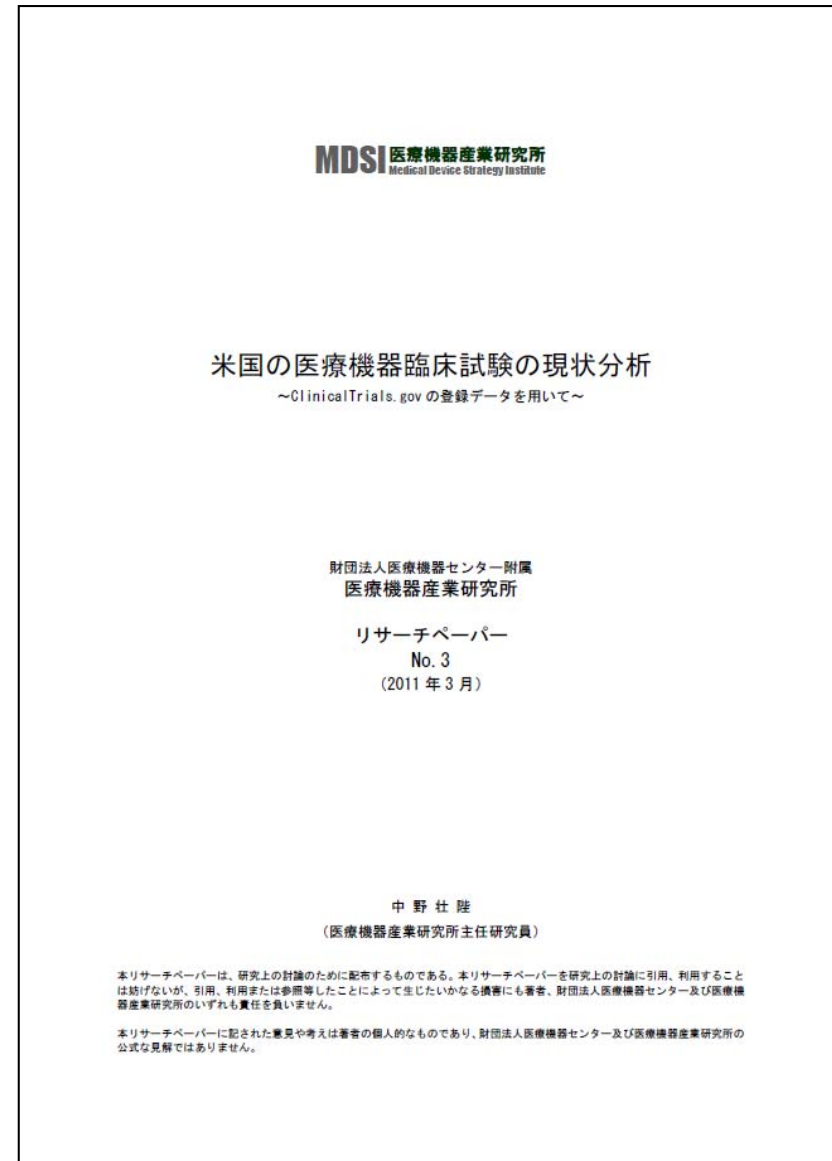 MDSI 医療機器産業研究所
Medical Device Strategy Institute
米国の医療機器臨床試験の現状分析
~ClinicalTrials.gov の登録データを用いて~
財団法人医療機器センター附属
医療機器産業研究所
リサーチペーパー
No. 3
(2011 年 3 月)
中 野 壮 陛
(医療機器産業研究所主任研究員)
本リサーチペーパーは、研究上の討論のために配布するものである。本リサーチペーパーを研究上の討論に引用、利用すること
は妨げないが、引用、利用または参照等したことによって生じたいかなる損害にも著者、財団法人医療機器センター及び医療機
器産業研究所のいずれも責任を負いません。
本リサーチペーパーに記された意見や考えは著者の個人的なものであり、財団法人医療機器センター及び医療機器産業研究所の
公式な見解ではありません。